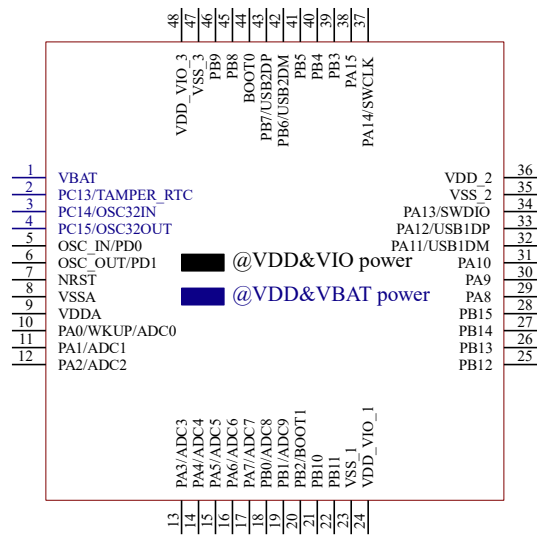 48
47
46
45
44
43
42
41
40
39
38
37
VDD_VIO_3
VSS_3
PB9
PB8
BOOT0
PB7/USB2DP
PB6/USB2DM
PB5
PB4
PB3
PA15
PA14/SWCLK
1 VBAT
2 PC13/TAMPER_RTC
3 PC14/OSC32IN
4 PC15/OSC32OUT
5 OSC_IN/PD0
6 OSC_OUT/PD1
7 NRST
8 VSSA
9 VDDA
10 PA0/WKUP/ADC0
11 PA1/ADC1
12 PA2/ADC2
@VDD&VIO power
@VDD&VBAT power
VDD_2 36
VSS_2 35
PA13/SWDIO 34
PA12/USB1DP 33
PA11/USB1DM 32
PA10 31
PA9 30
PA8 29
PB15 28
PB14 27
PB13 26
PB12 25
PA3/ADC3
PA4/ADC4
PA5/ADC5
PA6/ADC6
PA7/ADC7
PB0/ADC8
PB1/ADC9
PB2/BOOT1
PB10
PB11
VSS_1
VDD_VIO_1
13
14
15
16
17
18
19
20
21
22
23
24